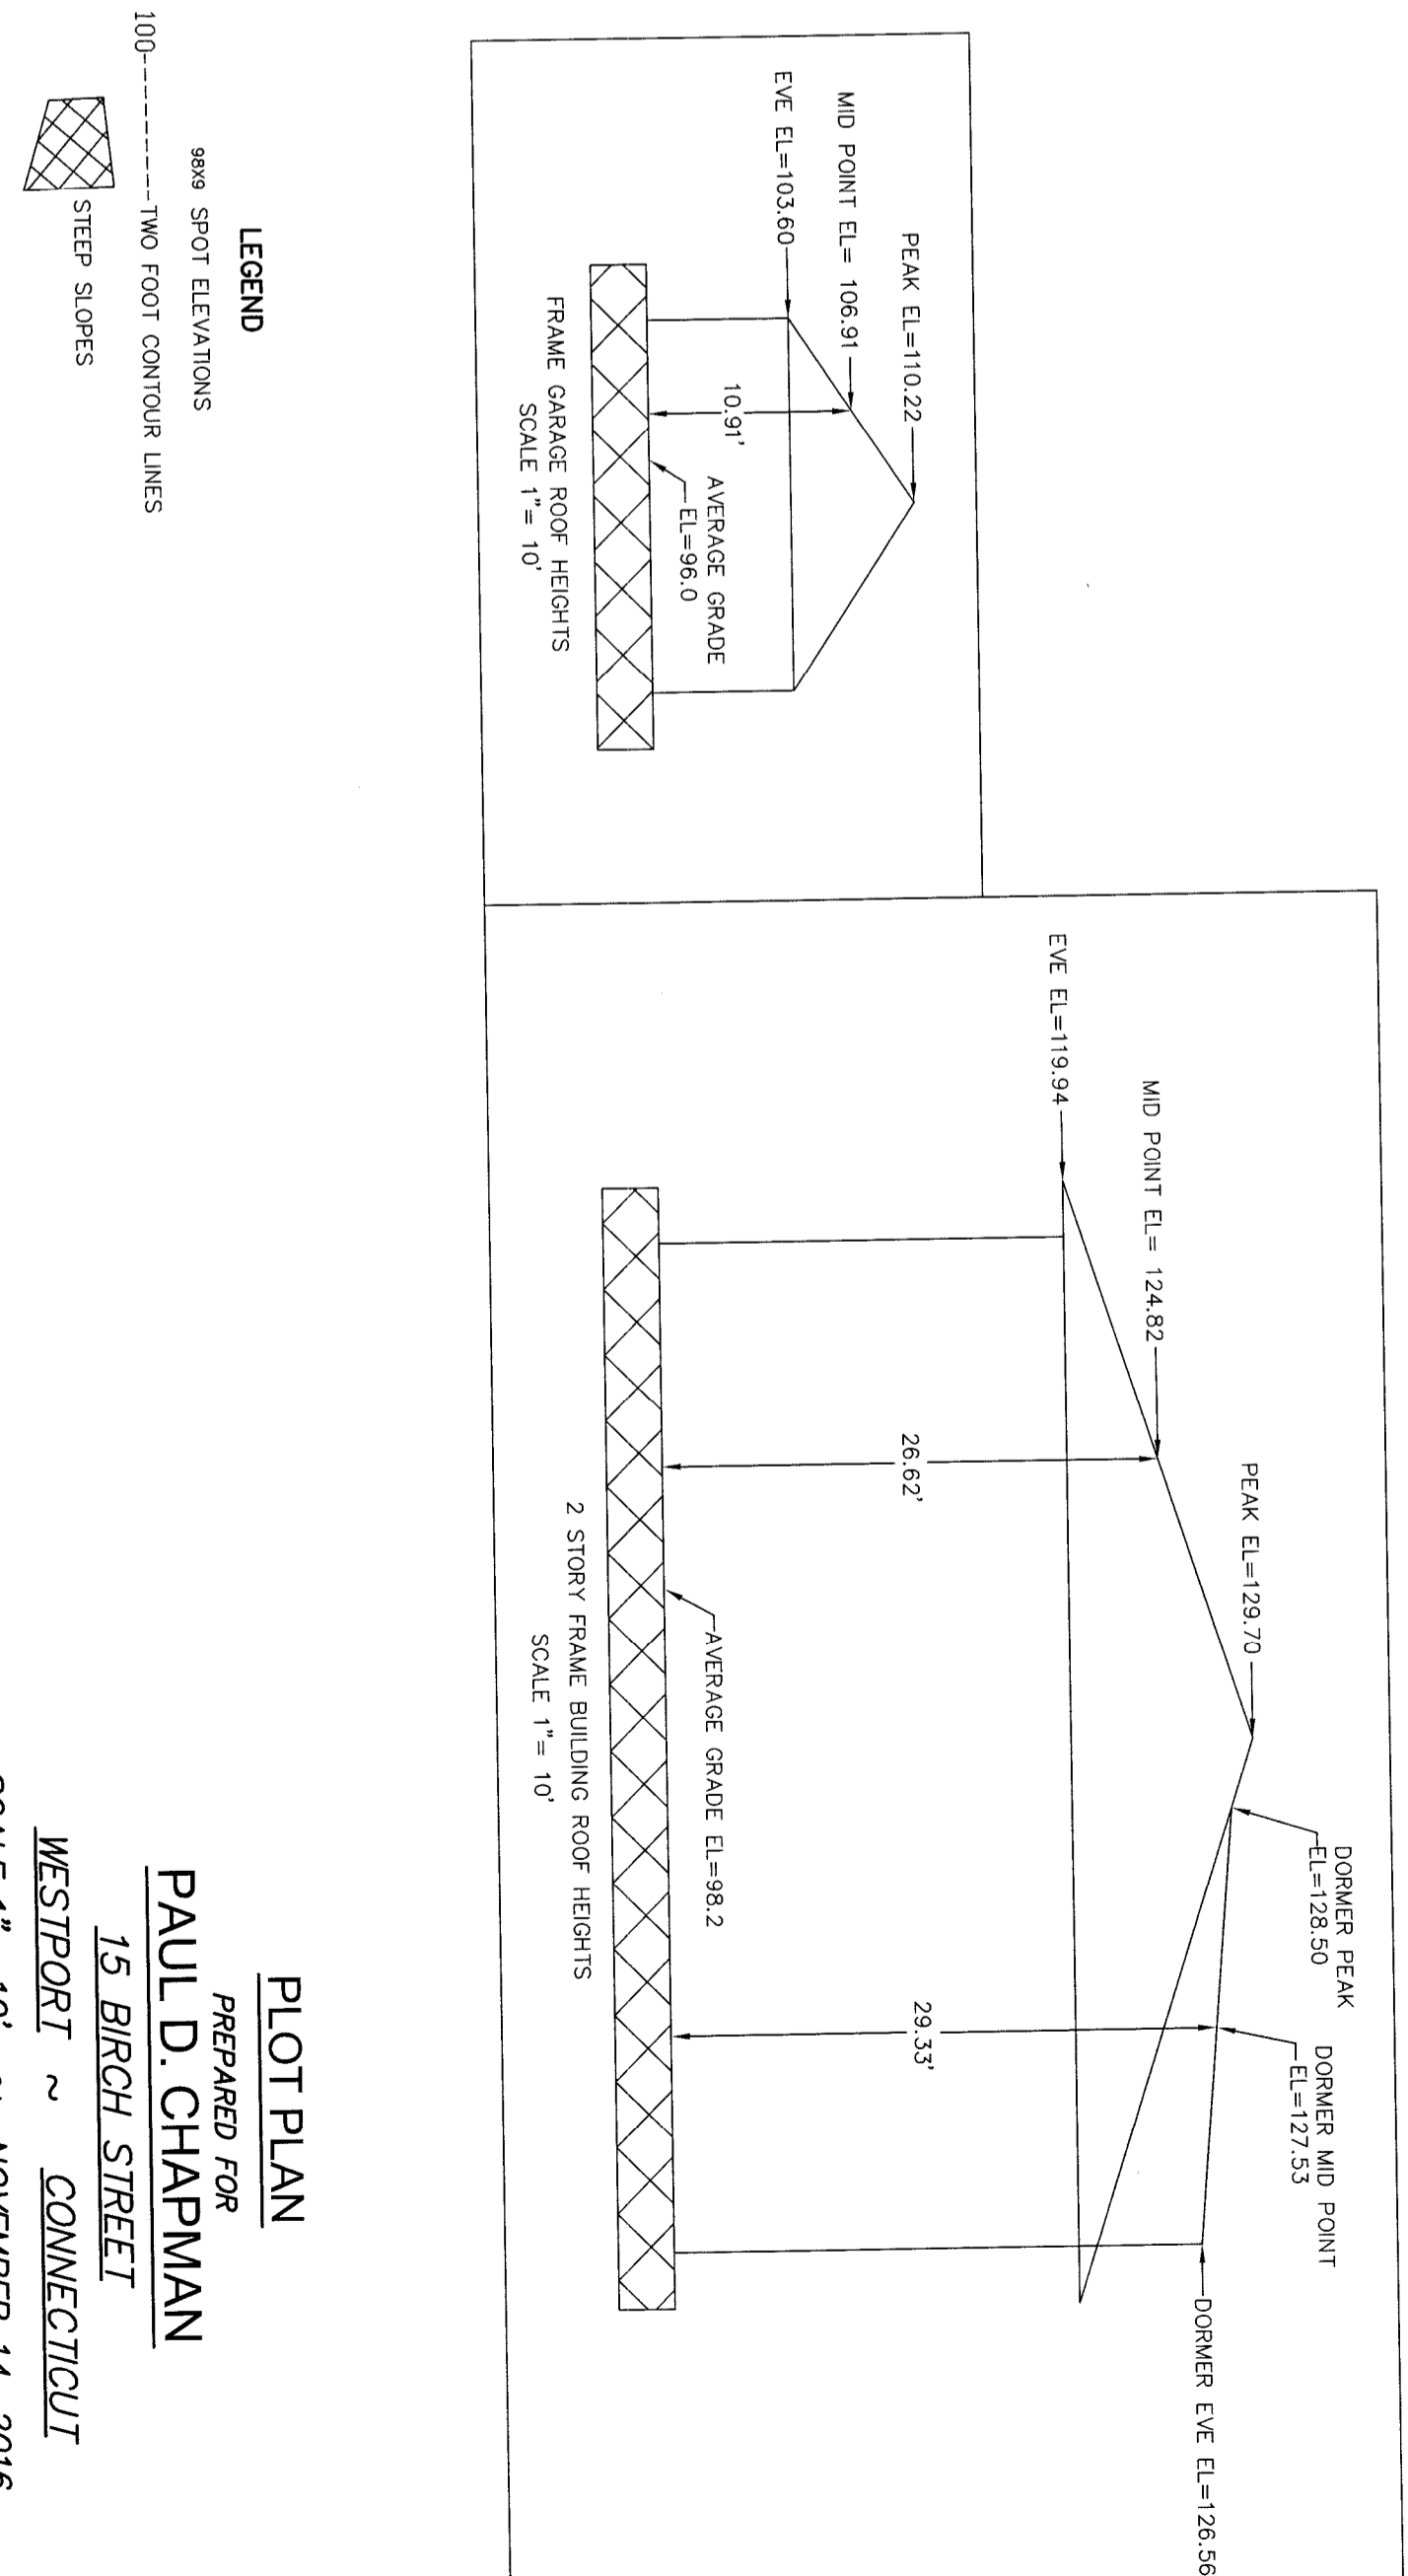 PEAK EL=110.22
MID POINT EL= 106.91
EVE EL=103.60
10.91'
AVERAGE GRADE
EL=96.0
FRAME GARAGE ROOF HEIGHTS
SCALE 1"= 10'
DORMER PEAK
EL=128.50
DORMER MID POINT
EL=127.53
PEAK EL=129.70
DORMER EVE EL=126.56
MID POINT EL= 124.82
EVE EL=119.94
26.62'
29.33'
AVERAGE GRADE EL=98.2
2 STORY FRAME BUILDING ROOF HEIGHTS
SCALE 1"= 10'
LEGEND
98X9 SPOT ELEVATIONS
100--------TWO FOOT CONTOUR LINES
STEEP SLOPES
PLOT PLAN
PREPARED FOR
PAUL D. CHAPMAN
15 BIRCH STREET
WESTPORT ~ CONNECTICUT
NOVEMBER 14, 2016